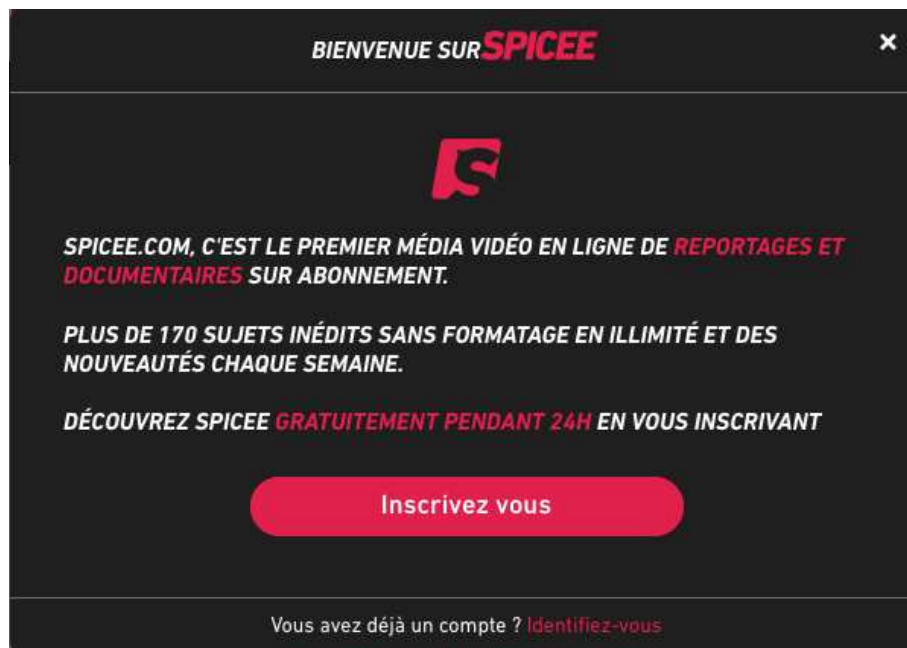 BIENVENUE SUR SPICEE
SPICEE.COM, C'EST LE PREMIER MÉDIA VIDÉO EN LIGNE DE REPORTAGES ET
DOCUMENTAIRES SUR ABONNEMENT.
PLUS DE 170 SUJETS INÉDITS SANS FORMATAGE EN ILLIMITÉ ET DES
NOUVEAUTÉS CHAQUE SEMAINE.
DÉCOUVREZ SPICEE GRATUITEMENT PENDANT 24H EN VOUS INSCRIVANT
Inscrivez vous
Vous avez déjà un compte ? Identifiez-vous